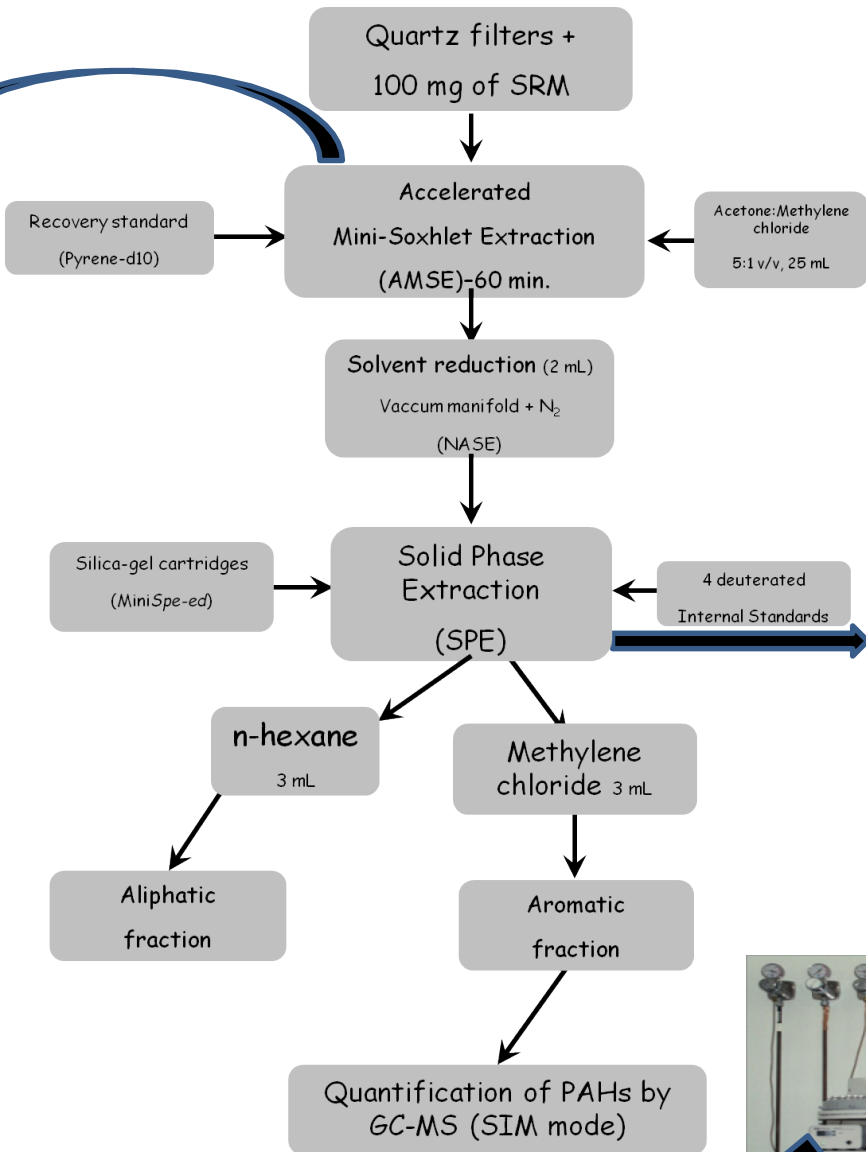 Quartz filters +
100 mg of SRM
Accelerated
Mini-Soxhlet Extraction
(AMSE)-60 min.
Recovery standard
(Pyrene-d10)
Acetone:Methylene
chloride
5:1 v/v, 25 mL
Solvent reduction (2 mL)
Vaccum manifold + N₂
(NASE)
Solid Phase
Extraction
(SPE)
Silica-gel cartridges
(MiniSpe-ed)
4 deuterated
Internal Standards
n-hexane
3 mL
Methylene
chloride 3 mL
Aliphatic
fraction
Aromatic
fraction
Quantification of PAHs by
GC-MS (SIM mode)